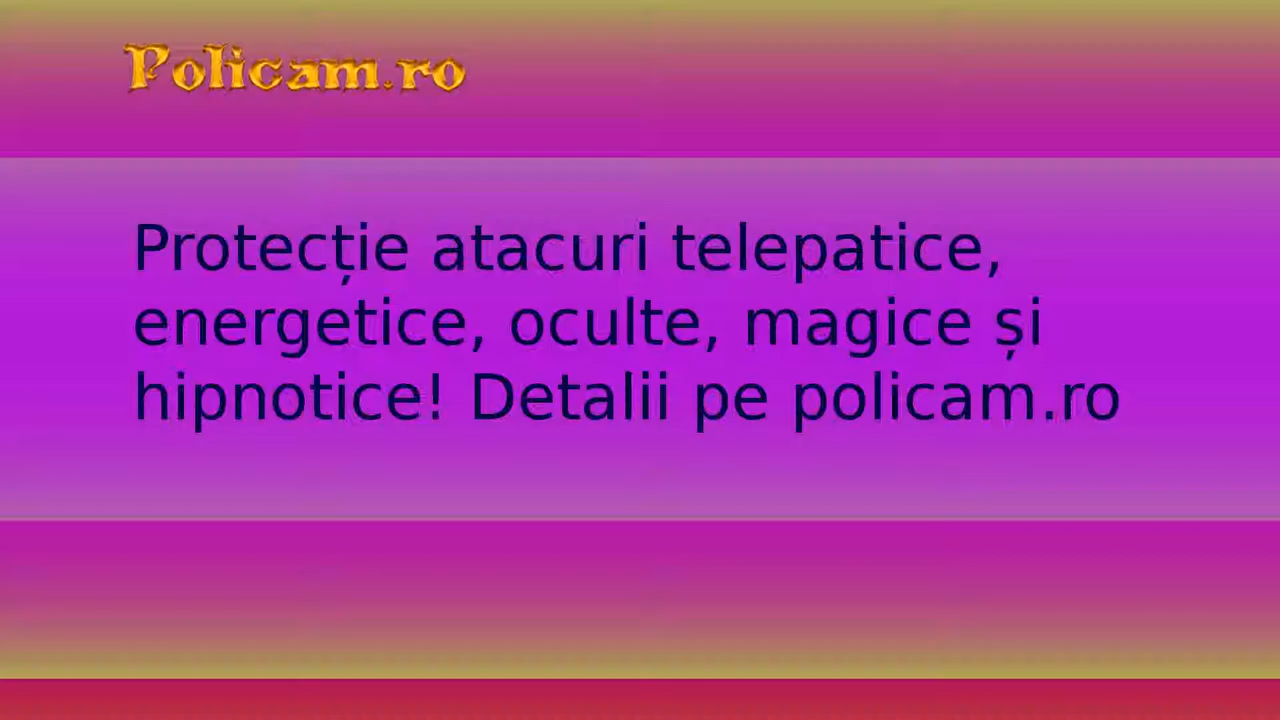 Policam.ro
Protecție atacuri telepatice,
energetice, oculte, magice și
hipnotice! Detalii pe policam.ro